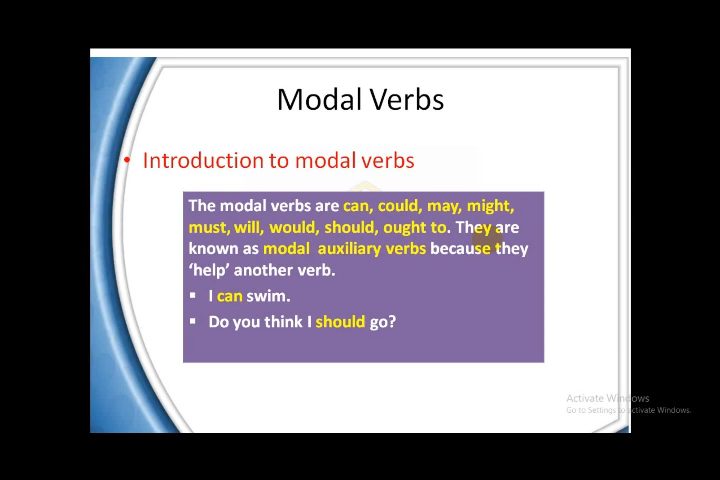 Modal Verbs
• Introduction to modal verbs
The modal verbs are can, could, may, might,
must, will, would, should, ought to. They are
known as modal  auxiliary verbs because they
‘help’ another verb.
▪ I can swim.
▪ Do you think I should go?
Activate Windows
Go to Settings to activate Windows.